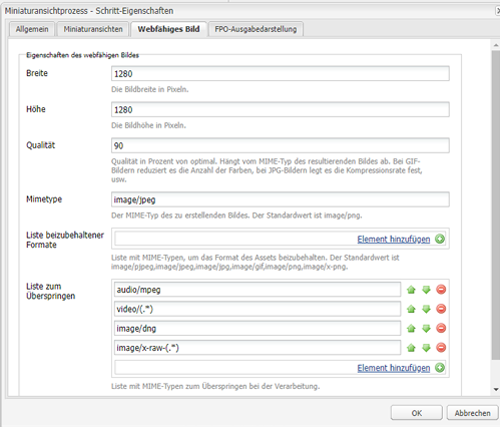 Miniaturansichtprozess - Schritt-Eigenschaften
Allgemein
Miniaturansichten
Webfähiges Bild
FPO-Ausgabedarstellung
Eigenschaften des webfähigen Bildes
Breite
1280
Die Bildbreite in Pixeln.
Höhe
1280
Die Bildhöhe in Pixeln.
Qualität
90
Qualität in Prozent von optimal. Hängt vom MIME-Typ des resultierenden Bildes ab. Bei GIF-
Bildern reduziert es die Anzahl der Farben, bei JPG-Bildern legt es die Kompressionsrate fest,
usw.
Mimetype
image/jpeg
Der MIME-Typ des zu erstellenden Bildes. Der Standardwert ist image/png.
Liste beizubehaltener
Formate
Element hinzufügen
Liste mit MIME-Typen, um das Format des Assets beizubehalten. Der Standardwert ist
image/pjpeg,image/jpeg,image/jpg,image/gif,image/png,image/x-png.
Liste zum
Überspringen
audio/mpeg
video/(.*)
image/dng
image/x-raw-(.*)
Element hinzufügen
Liste mit MIME-Typen zum Überspringen bei der Verarbeitung.
OK
Abbrechen